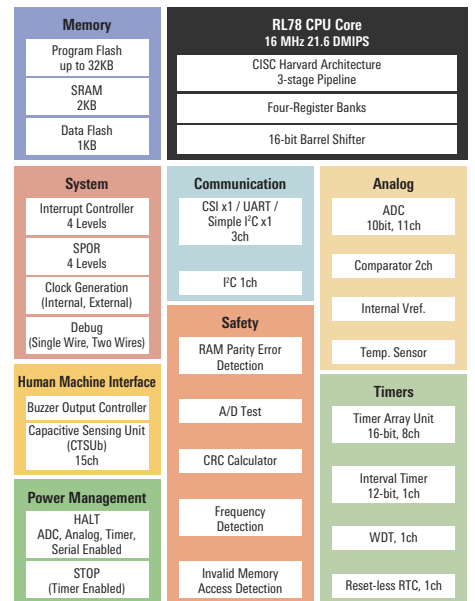 Memory
Program Flash
up to 32KB
SRAM
2KB
Data Flash
1KB
RL78 CPU Core
16 MHz 21.6 DMIPS
CISC Harvard Architecture
3-stage Pipeline
Four-Register Banks
16-bit Barrel Shifter
System
Interrupt Controller
4 Levels
SPOR
4 Levels
Clock Generation
(Internal, External)
Debug
(Single Wire, Two Wires)
Human Machine Interface
Buzzer Output Controller
Capacitive Sensing Unit
(CTSUb)
15ch
Power Management
HALT
ADC, Analog, Timer,
Serial Enabled
STOP
(Timer Enabled)
Communication
CSI x1 / UART /
Simple I²C x1
3ch
I²C 1ch
Safety
RAM Parity Error
Detection
A/D Test
CRC Calculator
Frequency
Detection
Invalid Memory
Access Detection
Analog
ADC
10bit, 11ch
Comparator 2ch
Internal Vref.
Temp. Sensor
Timers
Timer Array Unit
16-bit, 8ch
Interval Timer
12-bit, 1ch
WDT, 1ch
Reset-less RTC, 1ch